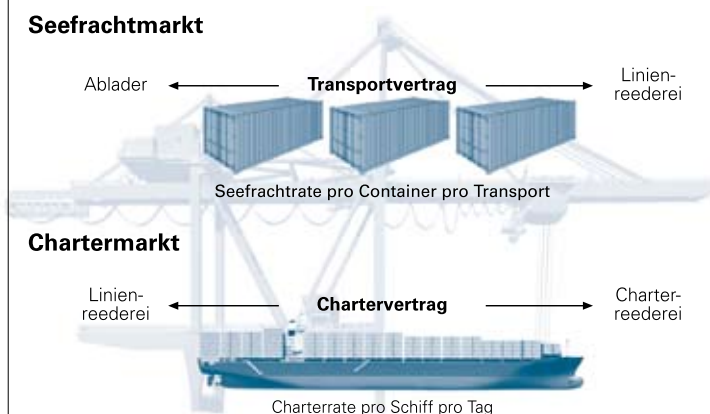 Seefrachtmarkt
Ablader
Transportvertrag
Linien-
reederei
Seefrachtrate pro Container pro Transport
Chartermarkt
Linien-
reederei
Chartervertrag
Charter-
reederei
Charterrate pro Schiff pro Tag